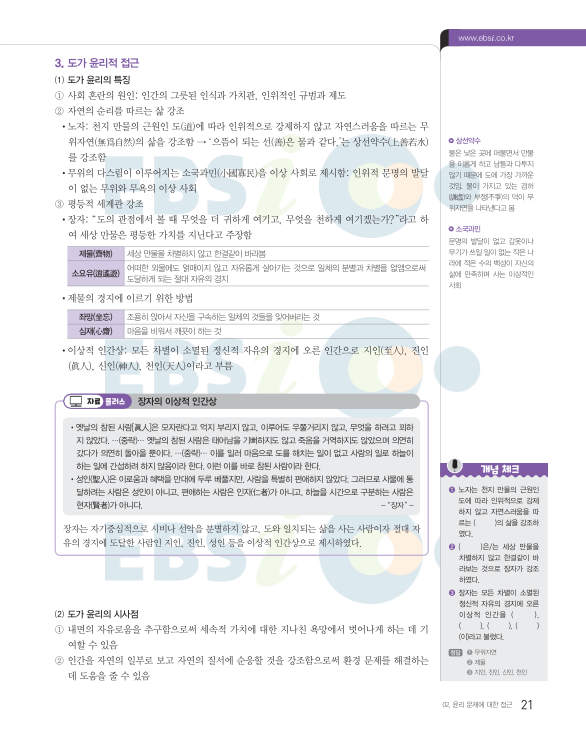 www.ebsi.co.kr
3. 도가 윤리적 접근
(1) 도가 윤리의 특징
① 사회 혼란의 원인: 인간의 그릇된 인식과 가치관, 인위적인 규범과 제도
② 자연의 순리를 따르는 삶 강조
• 노자: 천지 만물의 근원인 도(道)에 따라 인위적으로 강제하지 않고 자연스러움을 따르는 무
위자연(無爲自然)의 삶을 강조함 → ‘으뜸이 되는 선(善)은 물과 같다.’는 상선약수(上善若水)
를 강조함
• 무위의 다스림이 이루어지는 소국과민(小國寡民)을 이상 사회로 제시함: 인위적 문명의 발달
이 없는 무위와 무욕의 이상 사회
③ 평등적 세계관 강조
• 장자: “도의 관점에서 볼 때 무엇을 더 귀하게 여기고, 무엇을 천하게 여기겠는가?”라고 하
여 세상 만물은 평등한 가치를 지닌다고 주장함
제물(齊物) 세상 만물을 차별하지 않고 한결같이 바라봄
소요유(逍遙遊) 어떠한 외물에도 얽매이지 않고 자유롭게 살아가는 것으로 일체의 분별과 차별을 없앰으로써
도달하게 되는 절대 자유의 경지
• 제물의 경지에 이르기 위한 방법
좌망(坐忘) 조용히 앉아서 자신을 구속하는 일체의 것들을 잊어버리는 것
심재(心齋) 마음을 비워서 깨끗이 하는 것
• 이상적 인간상: 모든 차별이 소멸된 정신적 자유의 경지에 오른 인간으로 지인(至人), 진인
(眞人), 신인(神人), 천인(天人)이라고 부름
자료 플러스 장자의 이상적 인간상
• 옛날의 참된 사람[眞人]은 모자란다고 억지 부리지 않고, 이루어도 우쭐거리지 않고, 무엇을 하려고 꾀하
지 않았다. …(중략)… 옛날의 참된 사람은 태어남을 기뻐하지도 않고 죽음을 거역하지도 않았으며 의연히
갔다가 의연히 돌아올 뿐이다. …(중략)… 이를 일러 마음으로 도를 해치는 일이 없고 사람의 일로 하늘이
하는 일에 간섭하려 하지 않음이라 한다. 이런 이를 바로 참된 사람이라 한다.
• 성인(聖人)은 이로움과 혜택을 만대에 두루 베풀지만, 사람을 특별히 편애하지 않았다. 그러므로 사물에 통
달하려는 사람은 성인이 아니고, 편애하는 사람은 인자(仁者)가 아니고, 하늘을 시간으로 구분하는 사람은
현자(賢者)가 아니다. - “장자” -
장자는 자기중심적으로 시비나 선악을 분별하지 않고, 도와 일치되는 삶을 사는 사람이자 절대 자
유의 경지에 도달한 사람인 지인, 진인, 성인 등을 이상적 인간상으로 제시하였다.
(2) 도가 윤리의 시사점
① 내면의 자유로움을 추구함으로써 세속적 가치에 대한 지나친 욕망에서 벗어나게 하는 데 기
여할 수 있음
② 인간을 자연의 일부로 보고 자연의 질서에 순응할 것을 강조함으로써 환경 문제를 해결하는
데 도움을 줄 수 있음
상선약수
물은 낮은 곳에 머물면서 만물
을 이롭게 하고 남들과 다투지
않기 때문에 도에 가장 가까운
것임. 물이 가지고 있는 겸허
(謙虛)와 부쟁(不爭)의 덕이 무
위자연을 나타낸다고 봄
소국과민
문명의 발달이 없고 갑옷이나
무기가 쓰일 일이 없는 작은 나
라에 적은 수의 백성이 자신의
삶에 만족하며 사는 이상적인
사회
개념 체크
❶ 노자는 천지 만물의 근원인
도에 따라 인위적으로 강제
하지 않고 자연스러움을 따
르는 ( )의 삶을 강조하
였다.
❷ ( )은/는 세상 만물을
차별하지 않고 한결같이 바
라보는 것으로 장자가 강조
하였다.
❸ 장자는 모든 차별이 소멸된
정신적 자유의 경지에 오른
이상적 인간을 ( ),
( ), ( ), ( )
(이)라고 불렀다.
정답 ❶ 무위자연
❷ 제물
❸ 지인, 진인, 신인, 천인
02. 윤리 문제에 대한 접근 21
EBSi
EBSi
EBSi